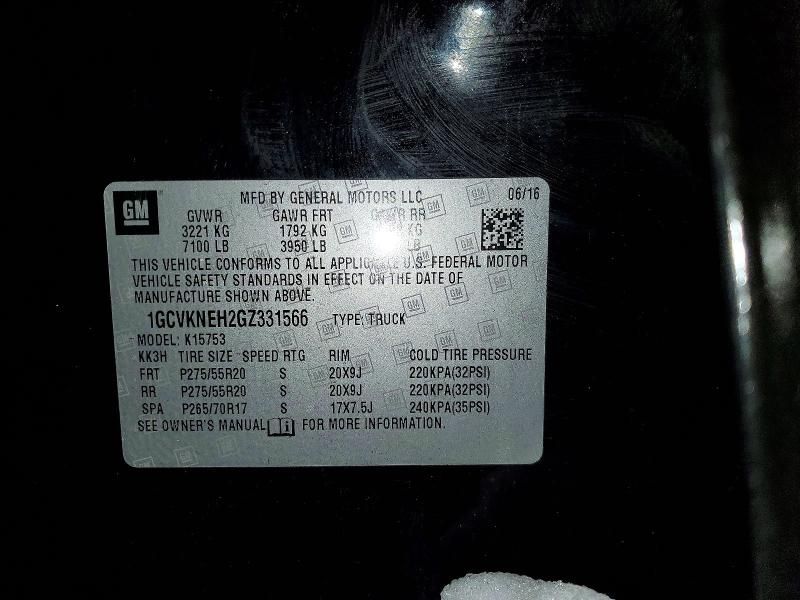 GM
MFD BY GENERAL MOTORS LLC 06/16
GVWR GAWR FRT RR
3221 KG 1792 KG KG
7100 LB 3950 LB LB
THIS VEHICLE CONFORMS TO ALL APPLICABLE U.S. FEDERAL MOTOR
VEHICLE SAFETY STANDARDS IN EFFECT ON THE DATE OF
MANUFACTURE SHOWN ABOVE.
1GCVKNEH2GZ331566 TYPE: TRUCK
MODEL: K15753
KK3H TIRE SIZE SPEED RTG RIM COLD TIRE PRESSURE
FRT P275/55R20 S 20X9J 220KPA(32PSI)
RR P275/55R20 S 20X9J 220KPA(32PSI)
SPA P265/70R17 S 17X7.5J 240KPA(35PSI)
SEE OWNER'S MANUAL FOR MORE INFORMATION.